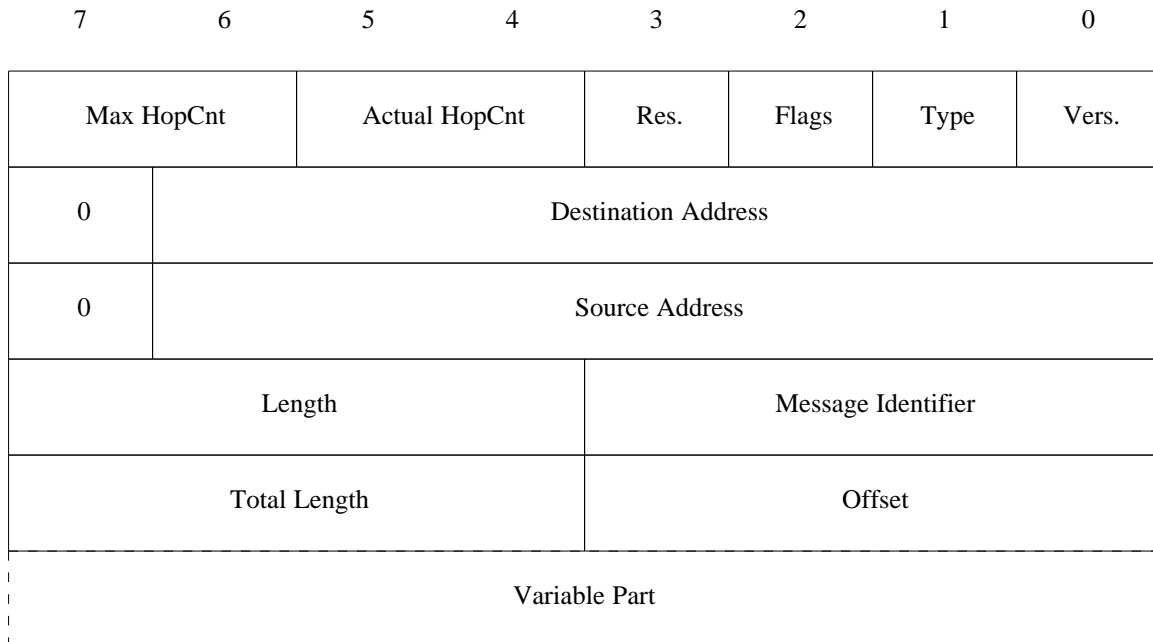 7 6 5 4 3 2 1 0
Max HopCnt Actual HopCnt Res. Flags Type Vers.
0 Destination Address
0 Source Address
Length Message Identifier
Total Length Offset
Variable Part